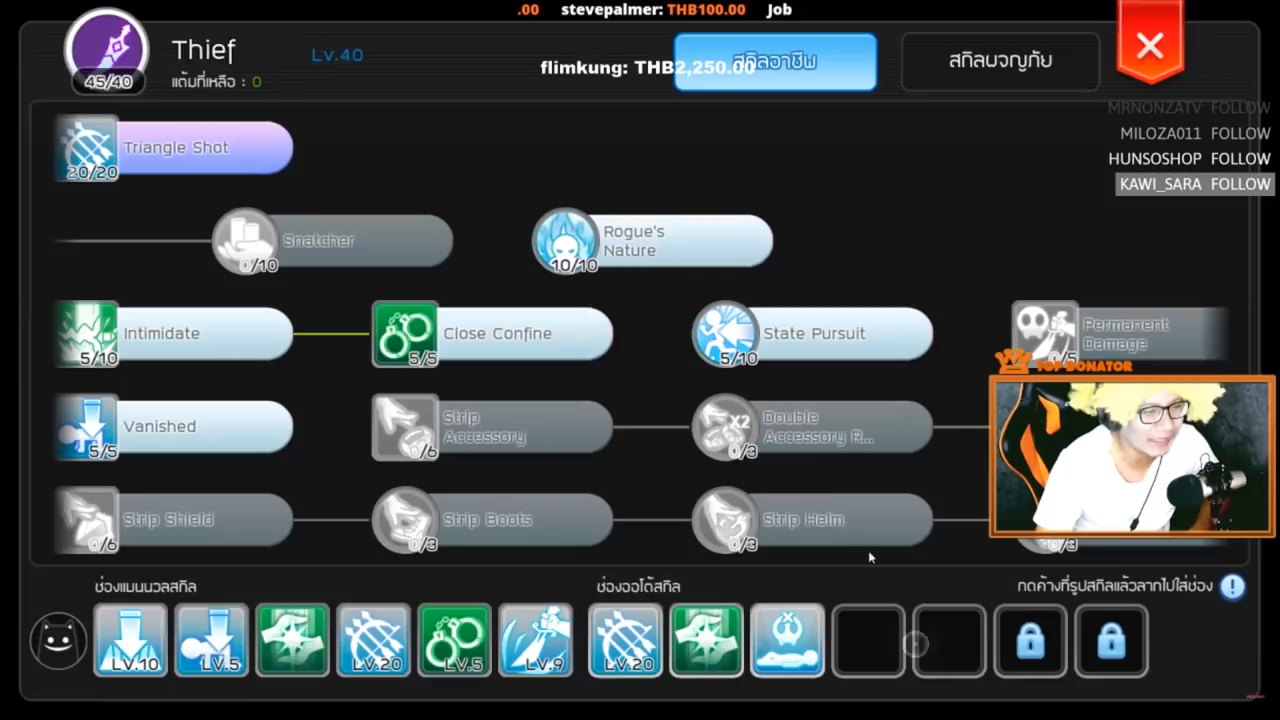 .00 stevepalmer: THB100.00 Job
Thief
Lv.40
flimkung: THB2,250.00
สกิลอาชีพ
สกิลผจญภัย
45/40
แต้มที่เหลือ : 0
MRNONZATV FOLLOW
MILOZA011 FOLLOW
HUNSOSHOP FOLLOW
KAWI_SARA FOLLOW
Triangle Shot
20/20
Snatcher
0/10
Rogue's
Nature
10/10
Intimidate
5/10
Close Confine
5/5
State Pursuit
5/10
Permanent
Damage
0/5
TOP DONATOR
Vanished
5/5
Strip
Accessory
0/6
X2
Double
Accessory R...
0/3
Strip Shield
0/6
Strip Boots
0/3
Strip Helm
0/3
0/3
ช่องแมนนวลสกิล
ช่องออโต้สกิล
กดค้างที่รูปสกิลแล้วลากไปใส่ช่อง
LV.10
LV.5
LV.20
LV.5
LV.9
LV.20